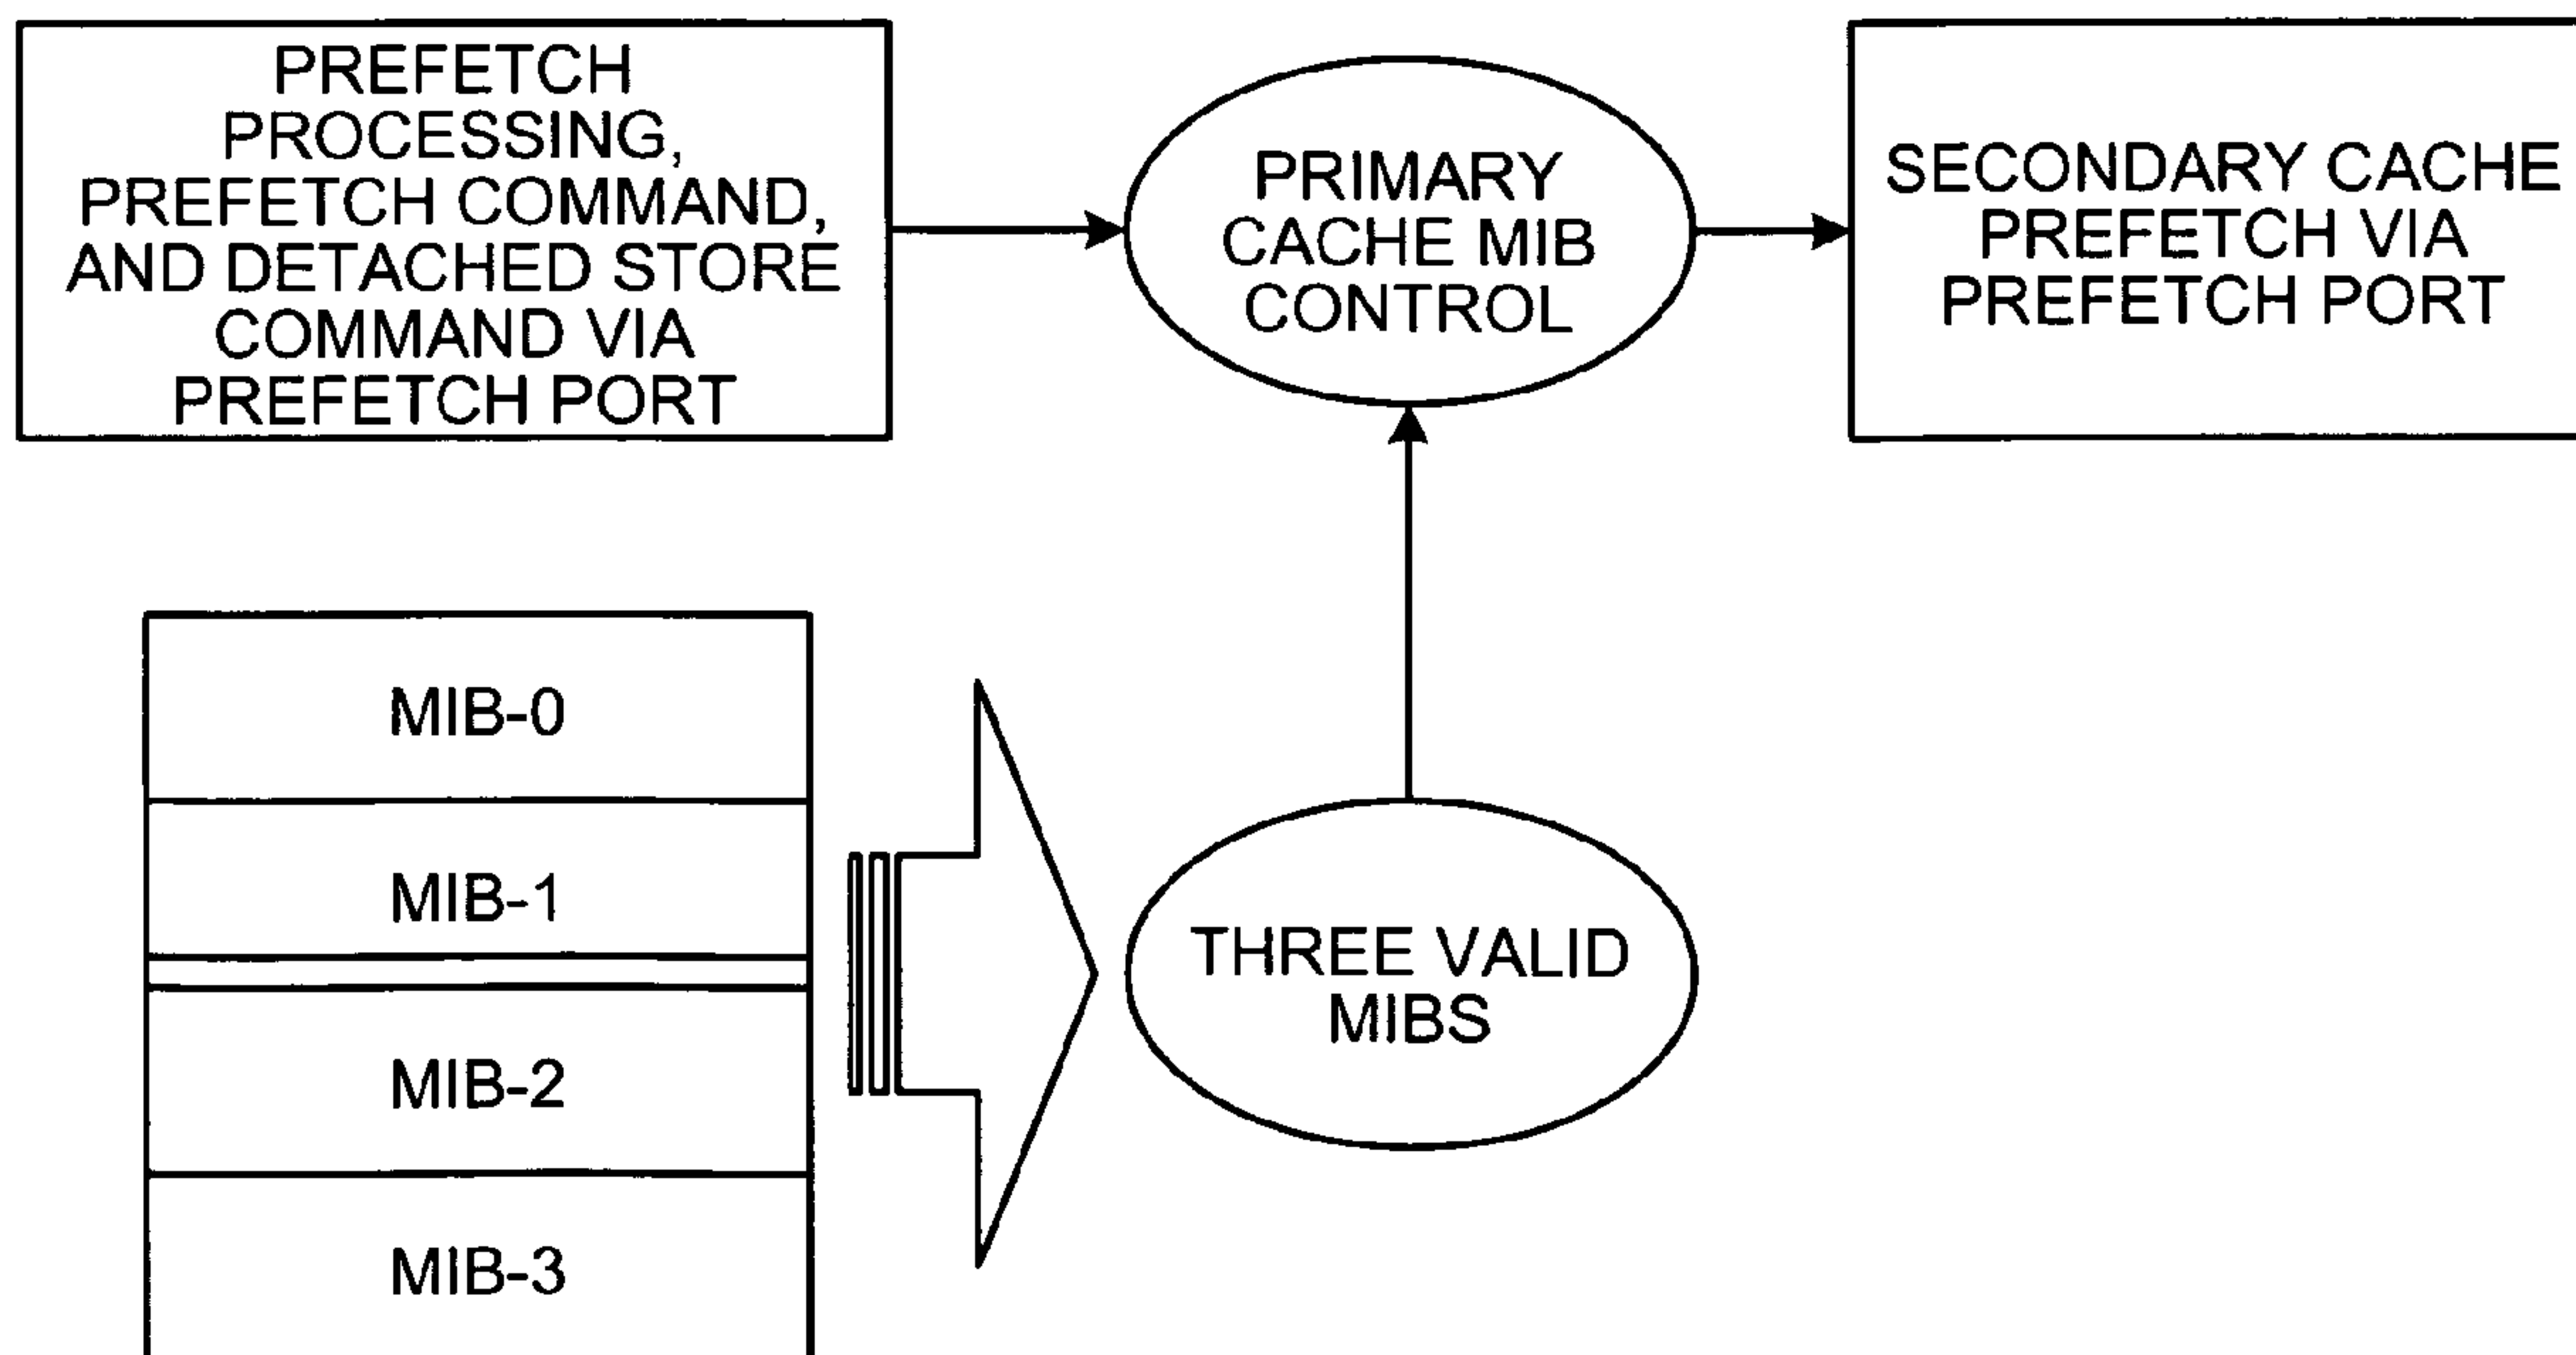 PREFETCH
PROCESSING,
PREFETCH COMMAND,
AND DETACHED STORE
COMMAND VIA
PREFETCH PORT
PRIMARY
CACHE MIB
CONTROL
SECONDARY CACHE
PREFETCH VIA
PREFETCH PORT
MIB-0
MIB-1
MIB-2
MIB-3
THREE VALID
MIBS